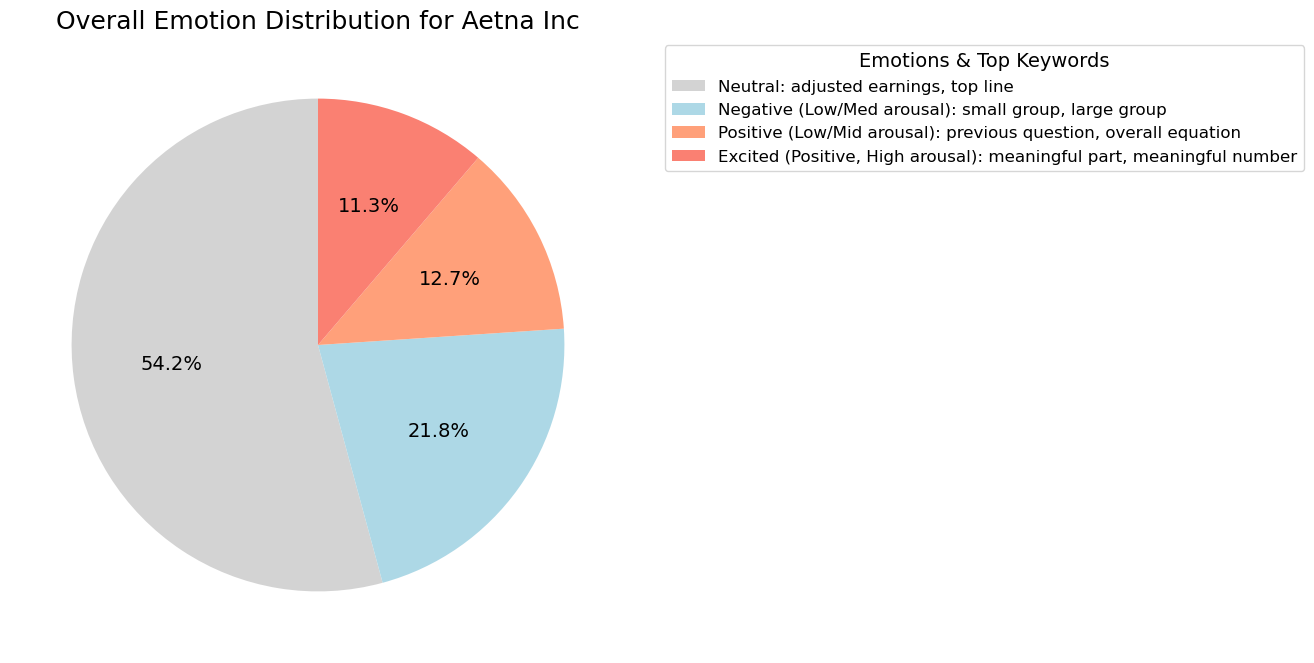 Overall Emotion Distribution for Aetna Inc
Emotions & Top Keywords
Neutral: adjusted earnings, top line
Negative (Low/Med arousal): small group, large group
Positive (Low/Mid arousal): previous question, overall equation
Excited (Positive, High arousal): meaningful part, meaningful number
11.3%
12.7%
54.2%
21.8%